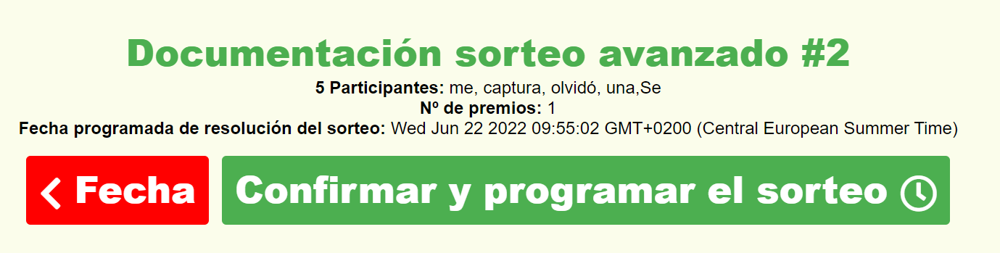 Documentación sorteo avanzado #2
5 Participantes: me, captura, olvidó, una,Se
Nº de premios: 1
Fecha programada de resolución del sorteo: Wed Jun 22 2022 09:55:02 GMT+0200 (Central European Summer Time)
Fecha
Confirmar y programar el sorteo